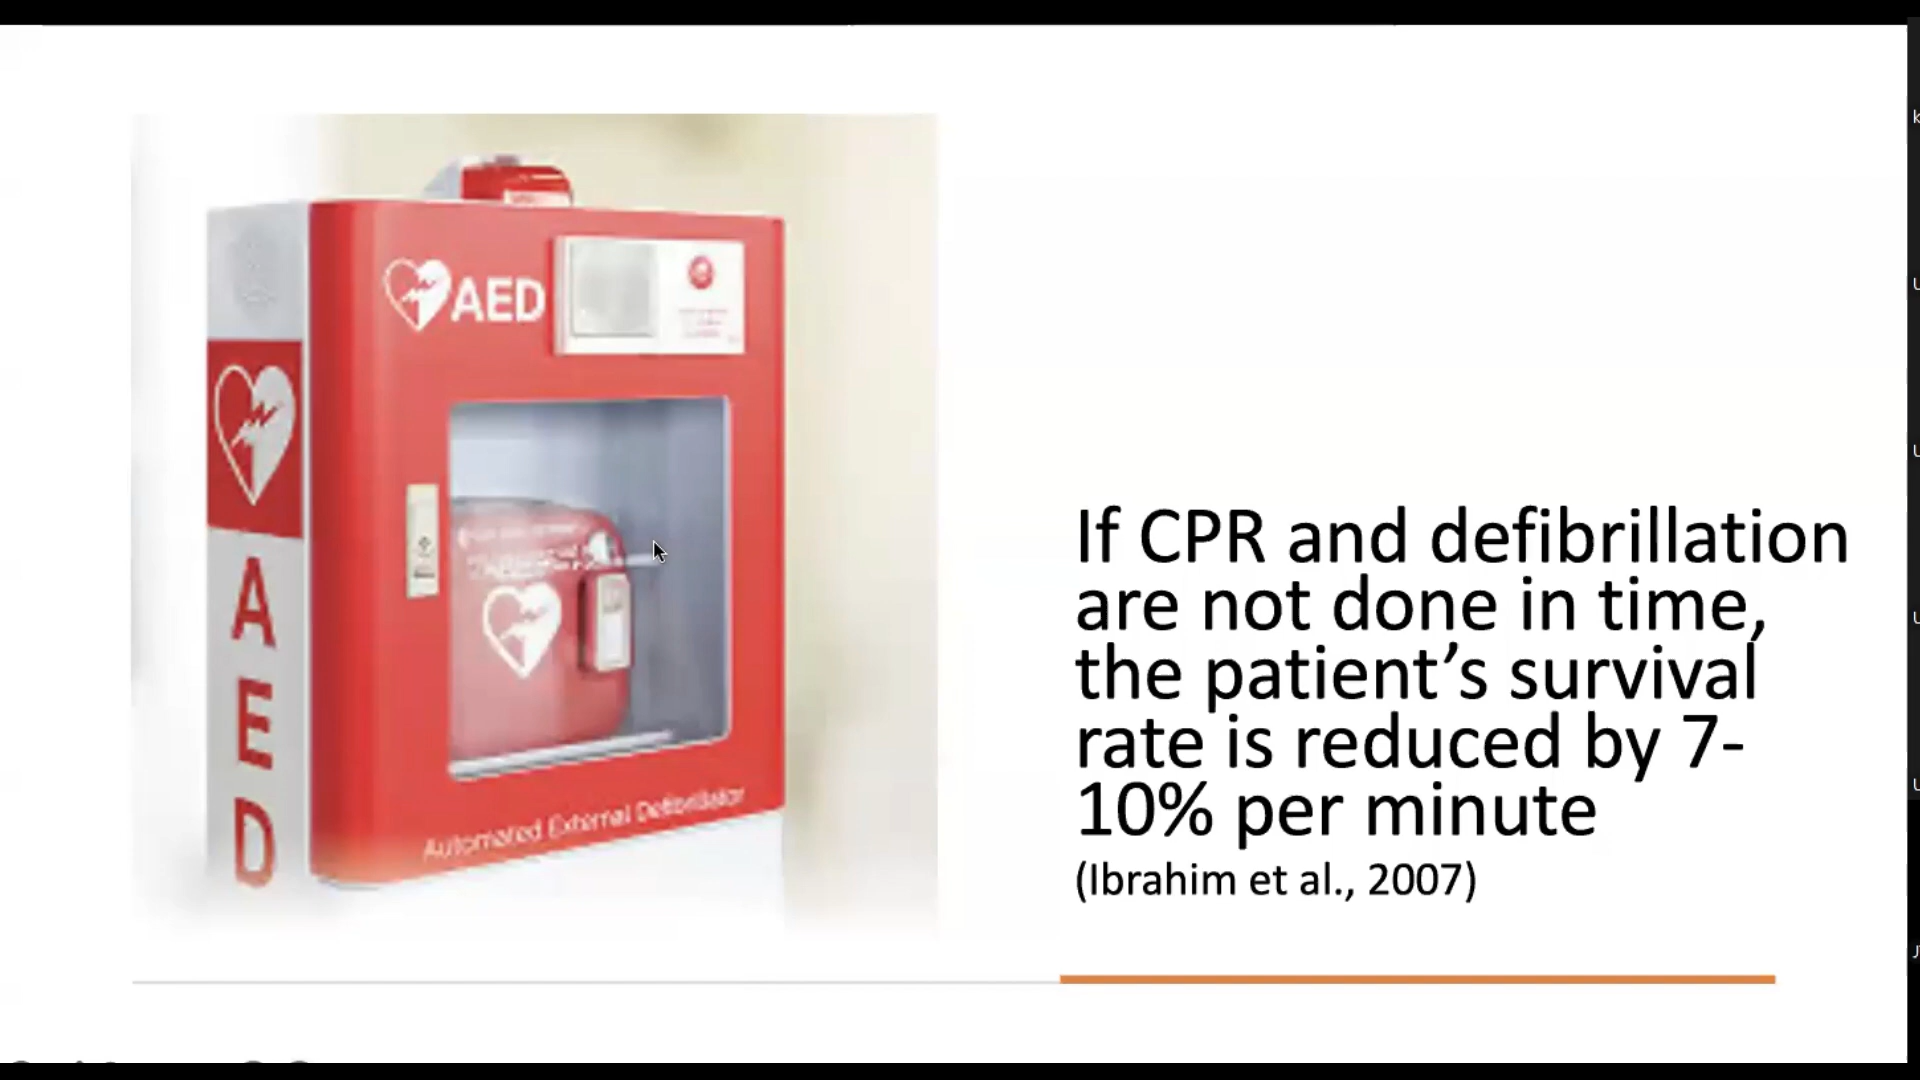 AED
A
E
D
Automated External Defibrillator
If CPR and defibrillation
are not done in time,
the patient’s survival
rate is reduced by 7-
10% per minute
(Ibrahim et al., 2007)